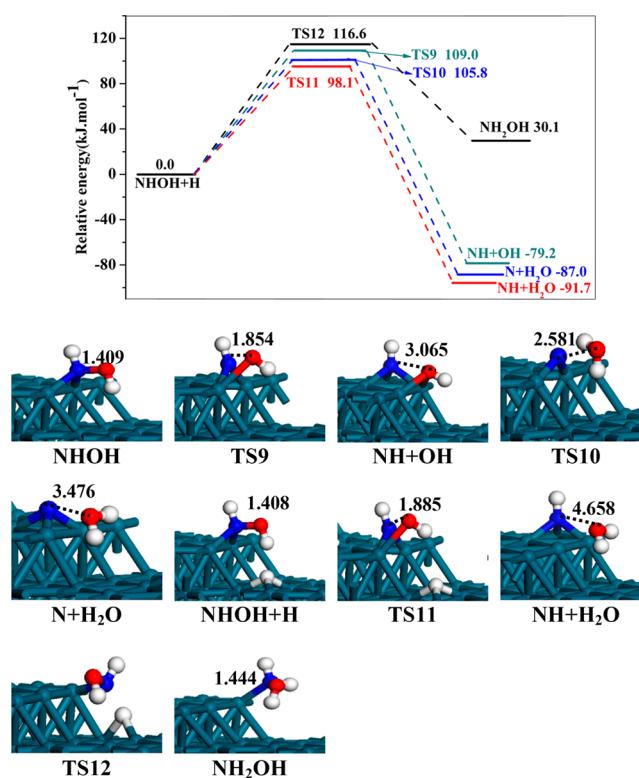 Relative energy(kJ.mol⁻¹)
120
80
40
0
-40
-80
TS12 116.6
TS9 109.0
TS10 105.8
TS11 98.1
NH₂OH 30.1
0.0
NHOH+H
NH+OH -79.2
N+H₂O -87.0
NH+H₂O -91.7
1.409
1.854
3.065
2.581
NHOH
TS9
NH+OH
TS10
3.476
1.408
1.885
4.658
N+H₂O
NHOH+H
TS11
NH+H₂O
1.444
TS12
NH₂OH